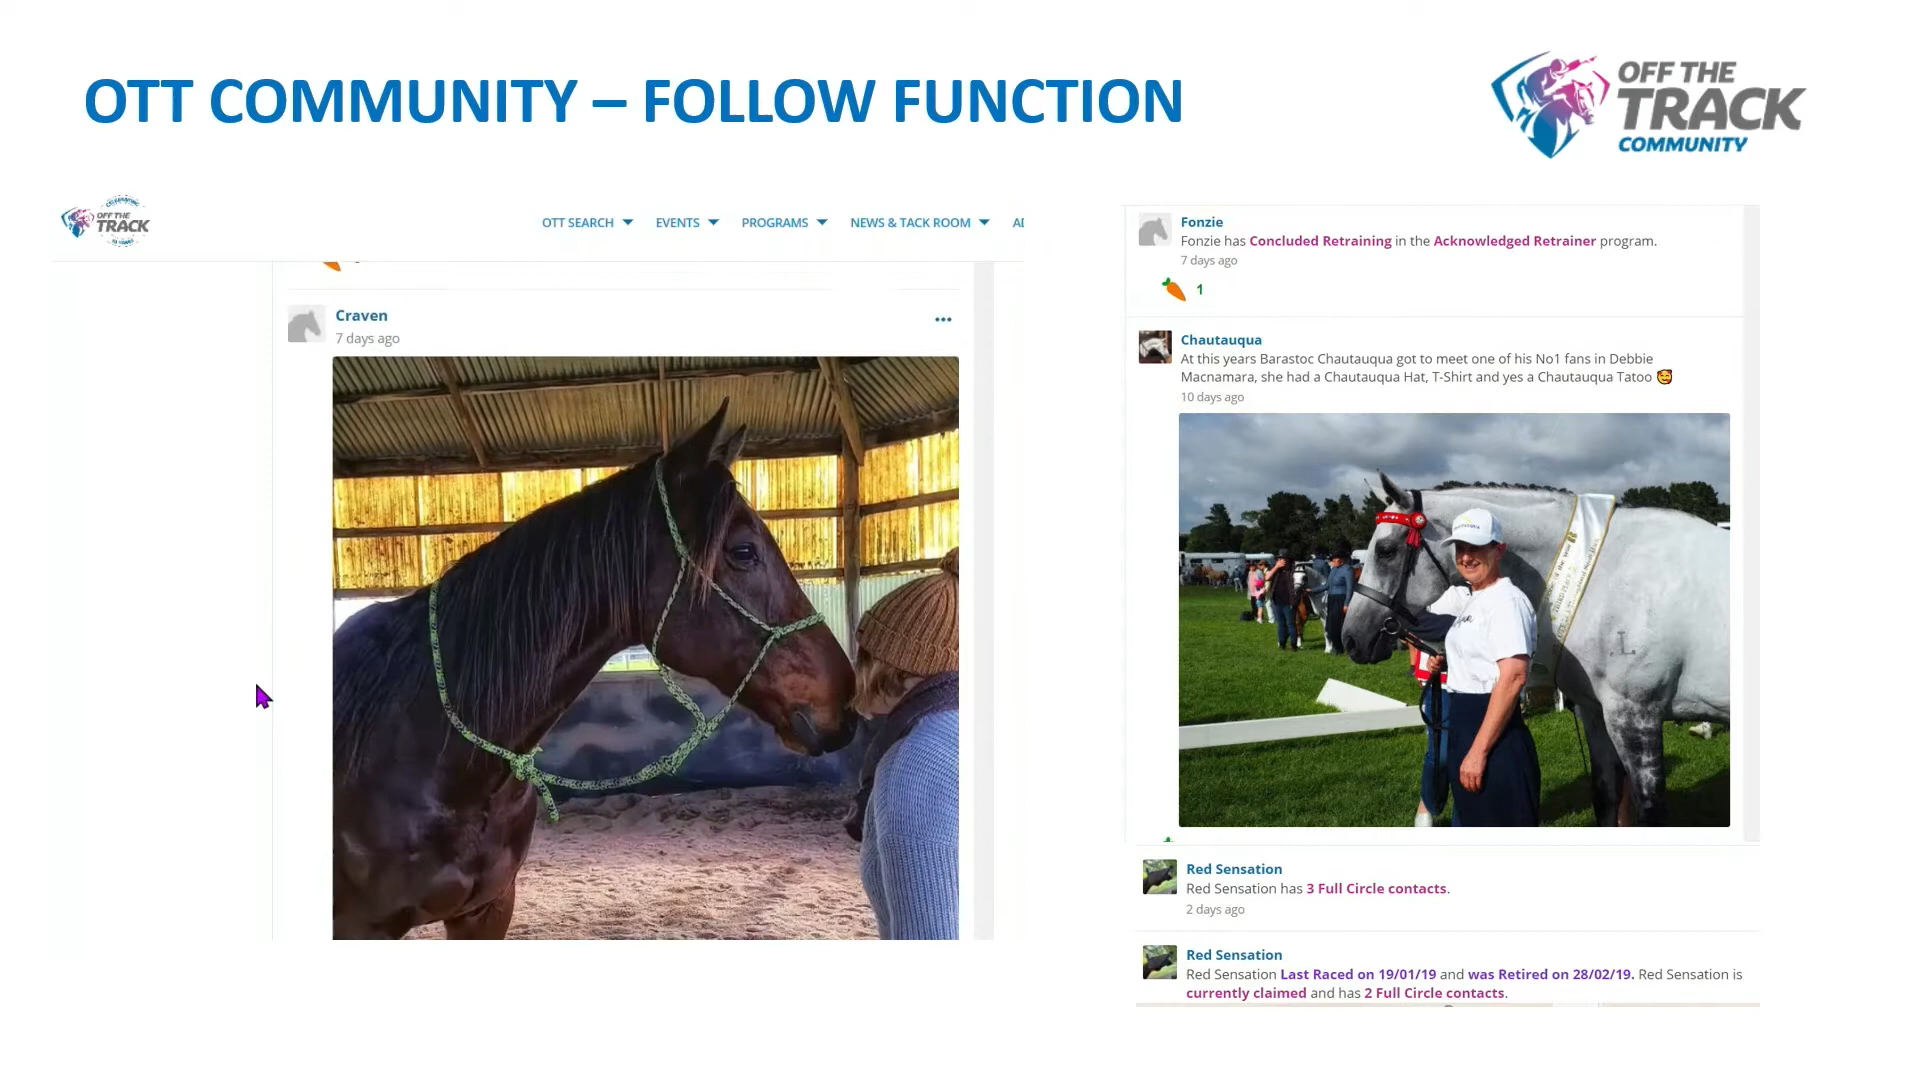 OTT COMMUNITY – FOLLOW FUNCTION
OFF THE
TRACK
COMMUNITY
OFF THE
TRACK
OTT SEARCH
EVENTS
PROGRAMS
NEWS & TACK ROOM
Craven
7 days ago
Fonzie
Fonzie has Concluded Retraining in the Acknowledged Retrainer program.
7 days ago
1
Chautauqua
At this years Barastoc Chautauqua got to meet one of his No1 fans in Debbie
Macnamara, she had a Chautauqua Hat, T-Shirt and yes a Chautauqua Tatoo 🥰
10 days ago
Red Sensation
Red Sensation has 3 Full Circle contacts.
2 days ago
Red Sensation
Red Sensation Last Raced on 19/01/19 and was Retired on 28/02/19. Red Sensation is
currently claimed and has 2 Full Circle contacts.